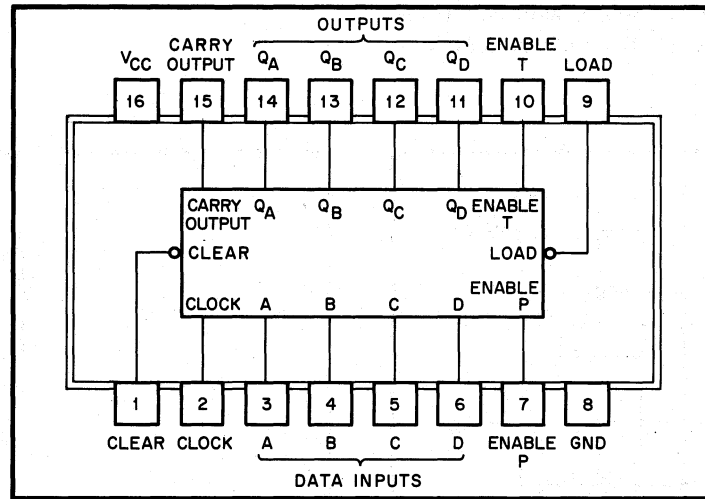 OUTPUTS
VCC CARRY OUTPUT QA QB QC QD ENABLE T LOAD
16 15 14 13 12 11 10 9
CARRY OUTPUT QA QB QC QD ENABLE T
CLEAR LOAD
CLOCK A B C D ENABLE P
1 2 3 4 5 6 7 8
CLEAR CLOCK A B C D ENABLE P GND
DATA INPUTS